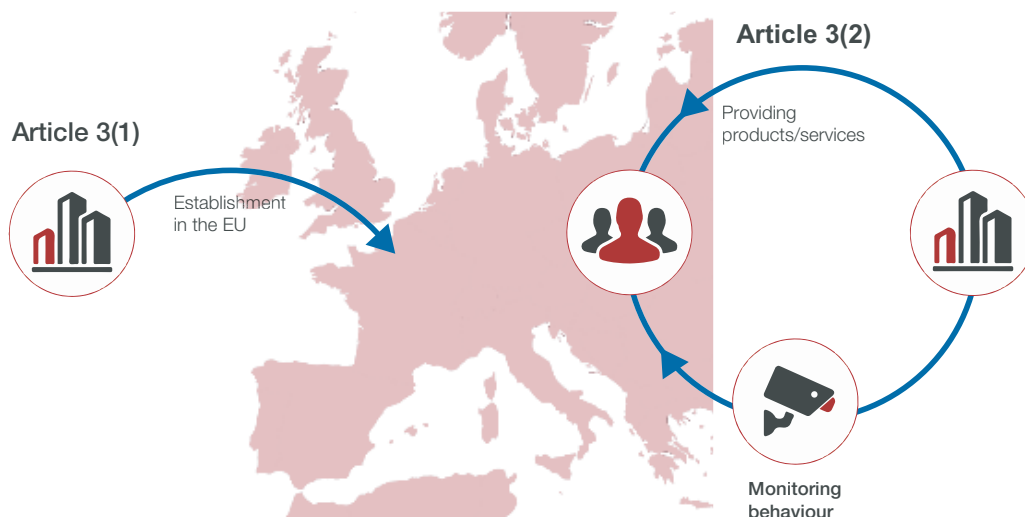 Article 3(1)
Establishment
in the EU
Article 3(2)
Providing
products/services
Monitoring
behaviour